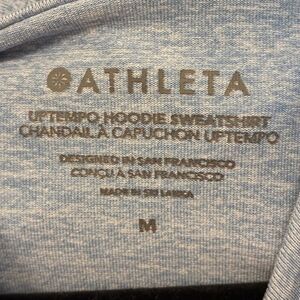 ATHLETA
UPTEMPO HOODIE SWEATSHIRT
CHANDAIL À CAPUCHON UPTEMPO
DESIGNED IN SAN FRANCISCO
CONÇU À SAN FRANCISCO
MADE IN SRI LANKA
M